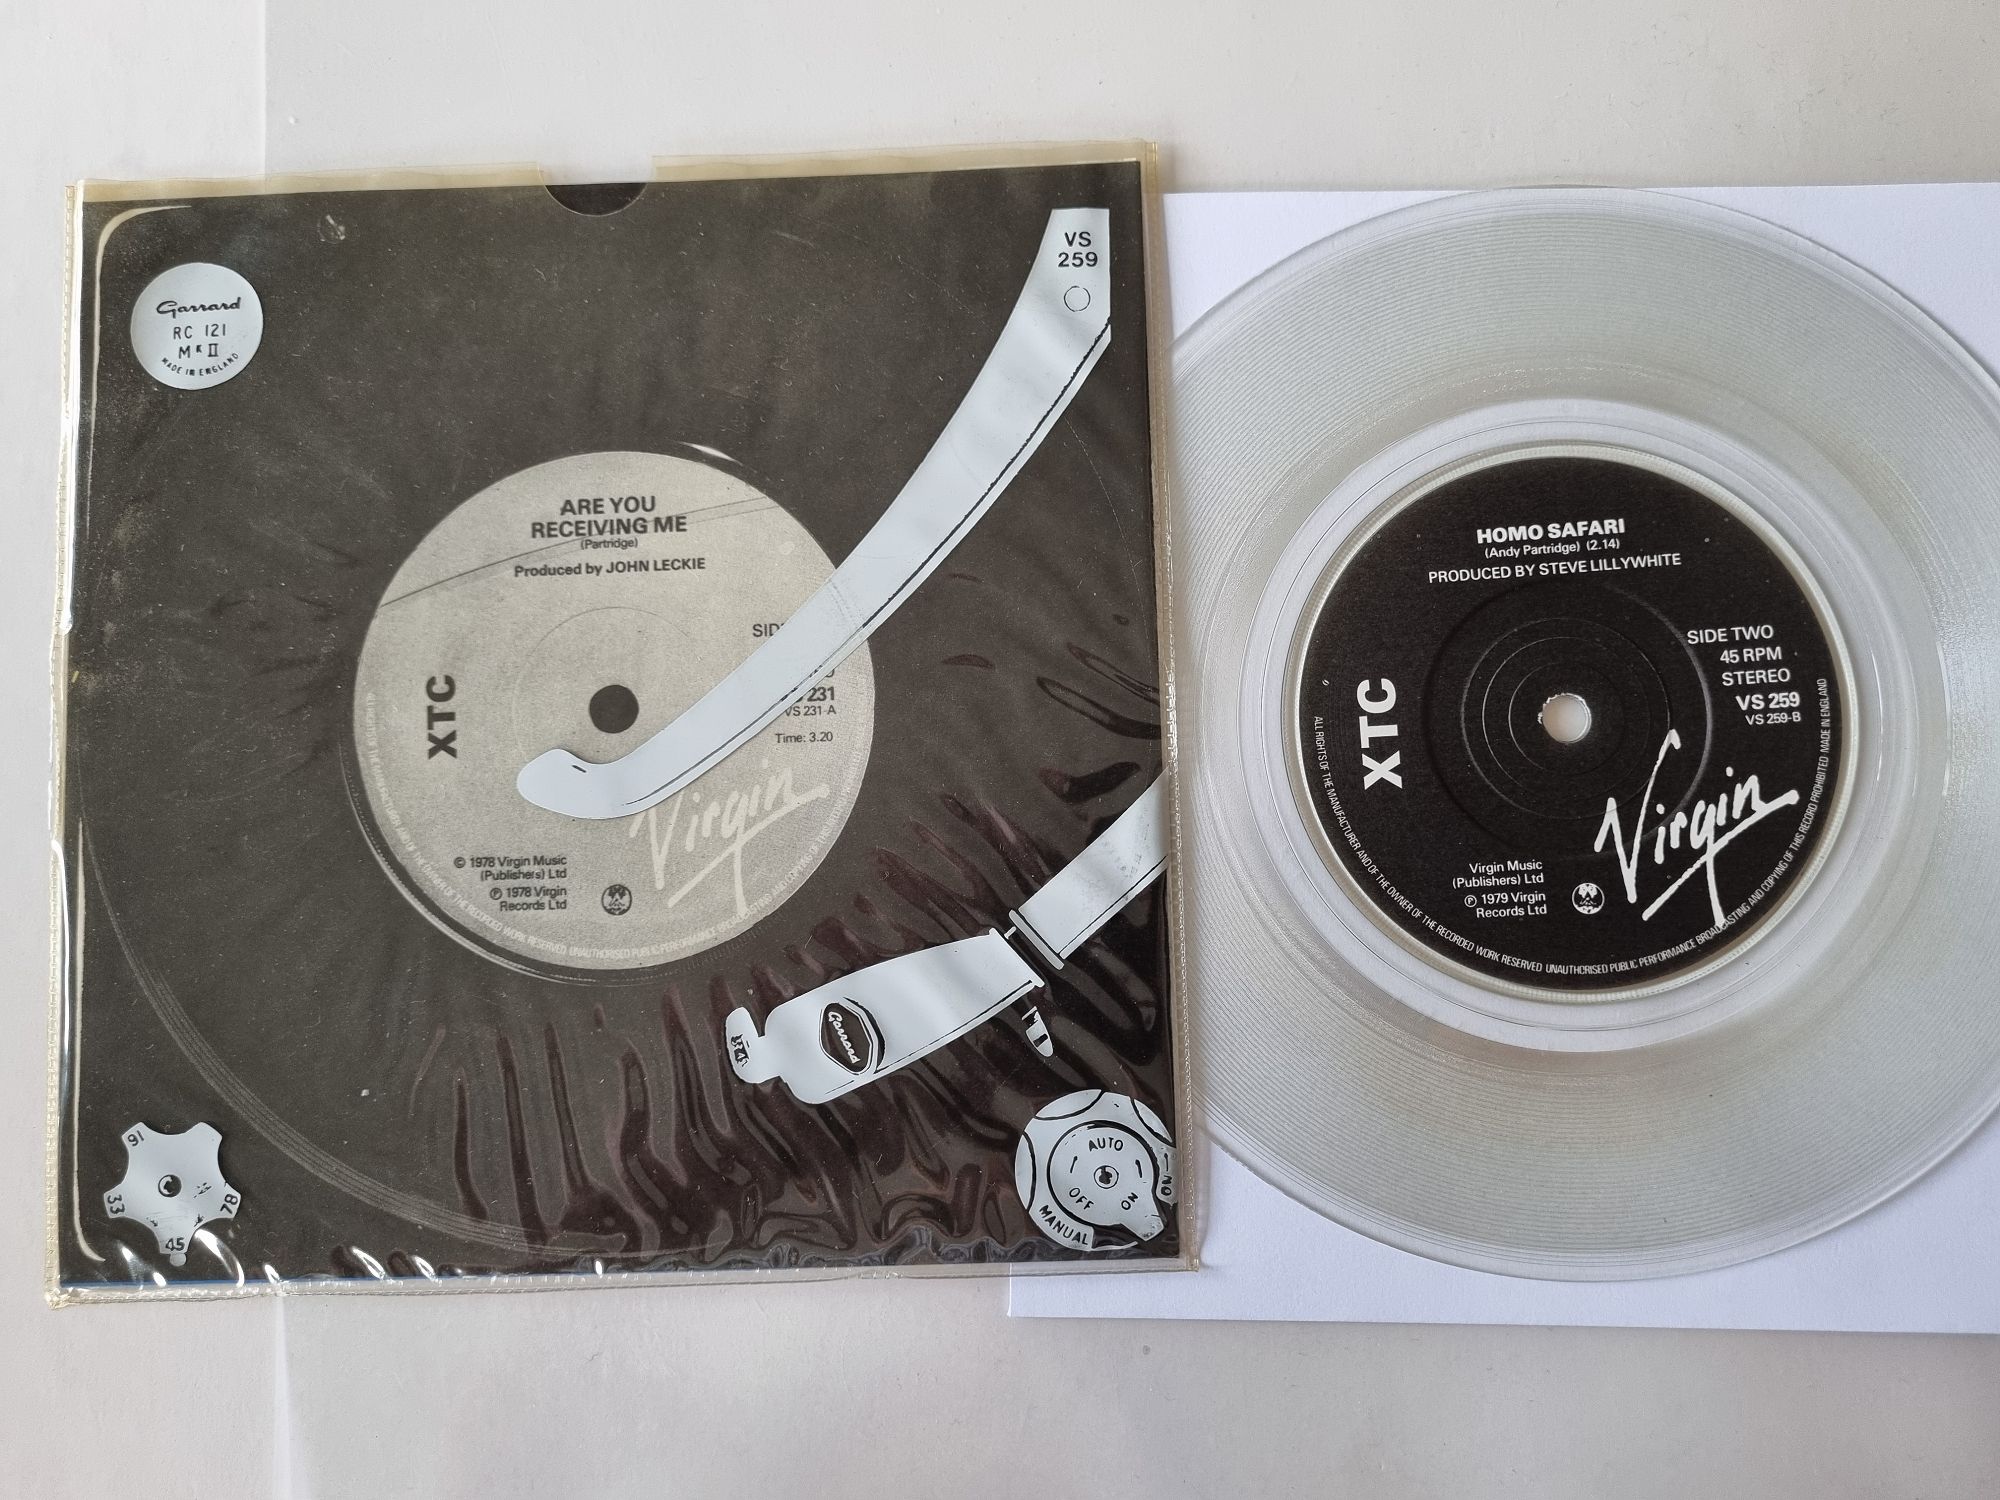 Garrard
RC 121
Mk II
MADE IN ENGLAND
VS
259
ARE YOU
RECEIVING ME
(Partridge)
Produced by JOHN LECKIE
XTC
231
VS 231 A
Time: 3.20
Virgin
© 1978 Virgin Music
(Publishers) Ltd
℗ 1978 Virgin
Records Ltd
Garrard
16
33
45
78
AUTO
OFF
ON
MANUAL
ON
HOMO SAFARI
(Andy Partridge) (2.14)
PRODUCED BY STEVE LILLYWHITE
XTC
SIDE TWO
45 RPM
STEREO
VS 259
VS 259-B
Virgin
Virgin Music
(Publishers) Ltd
℗ 1979 Virgin
Records Ltd
ALL RIGHTS OF THE MANUFACTURER AND OF THE OWNER OF THE RECORDED WORK RESERVED UNAUTHORISED PUBLIC PERFORMANCE BROADCASTING AND COPYING OF THIS RECORD PROHIBITED MADE IN ENGLAND